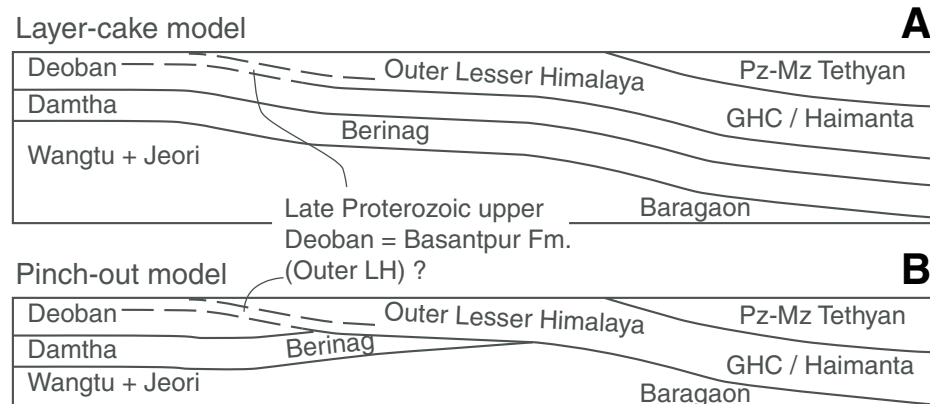 Layer-cake model
A
Deoban
Outer Lesser Himalaya
Pz-Mz Tethyan
Damtha
Berinag
GHC / Haimanta
Wangtu + Jeori
Baragaon
Late Proterozoic upper
Deoban = Basantpur Fm.
(Outer LH) ?
Pinch-out model
B
Deoban
Outer Lesser Himalaya
Pz-Mz Tethyan
Damtha
Berinag
GHC / Haimanta
Wangtu + Jeori
Baragaon